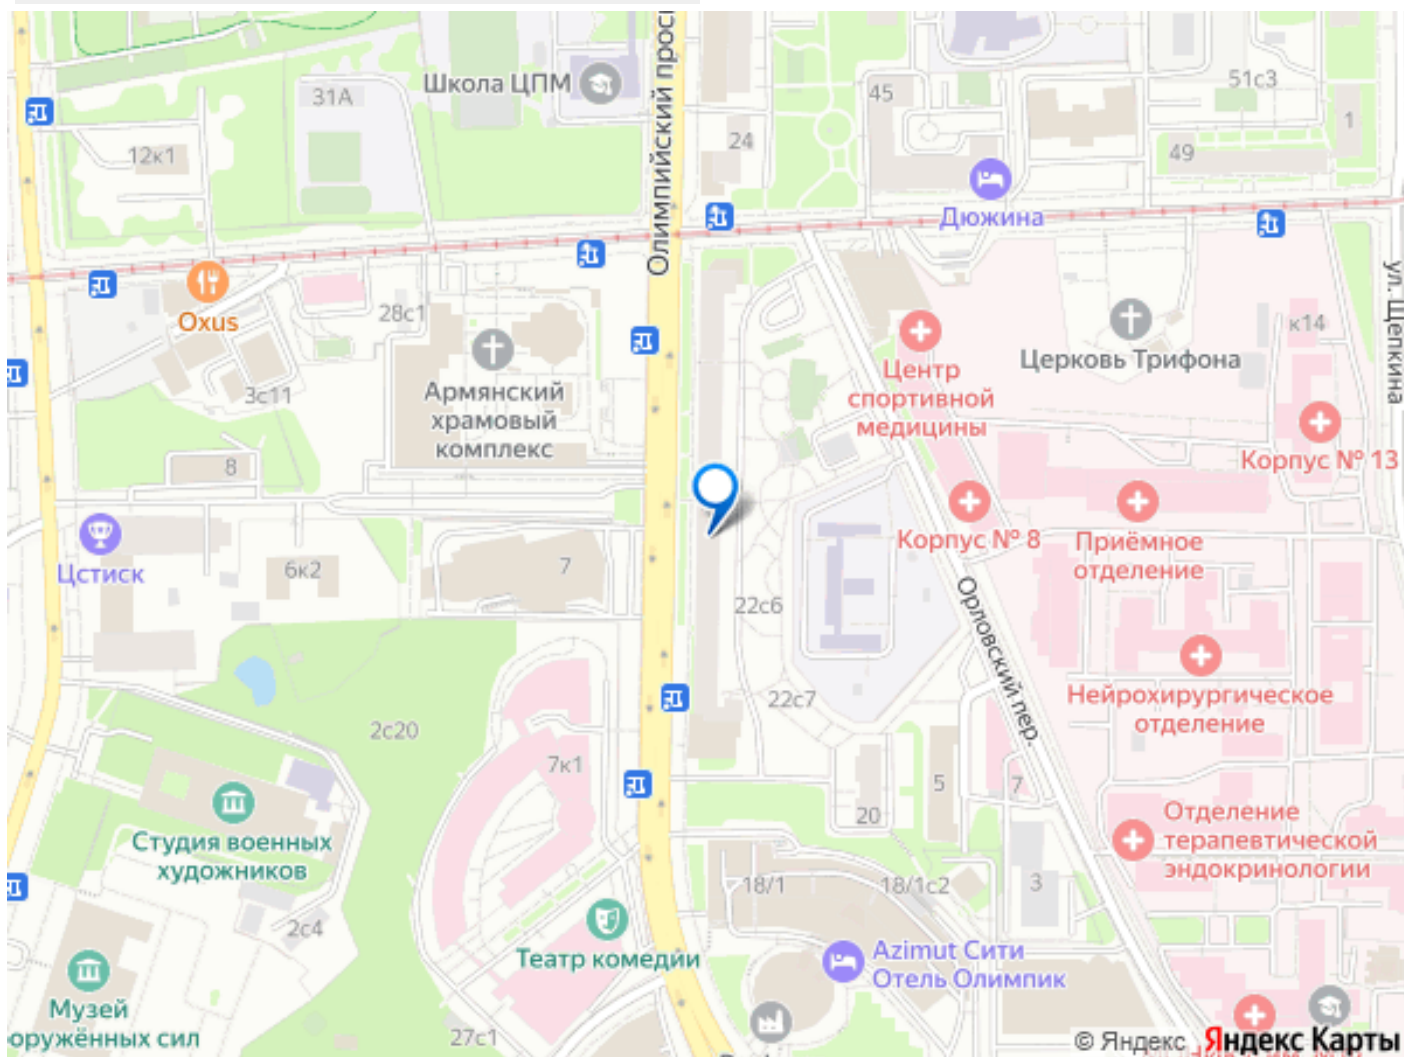 Олимпийский прос
Школа ЦПМ
31А
12к1
24
45
51с3
1
49
Дюжина
ул. Щепкина
Oxus
28с1
3с11
Армянский
храмовый
комплекс
Центр
спортивной
медицины
Церковь Трифона
к14
Корпус № 13
8
Цстиск
6к2
7
Корпус № 8
Приёмное
отделение
22с6
Орловский пер.
22с7
Нейрохирургическое
отделение
2с20
7к1
5
7
20
Студия военных
художников
Отделение
терапевтической
эндокринологии
18/1
18/1с2
3
2с4
Театр комедии
Azimut Сити
Отель Олимпик
Музей
оружённых сил
27с1
© Яндекс Яндекс Карты